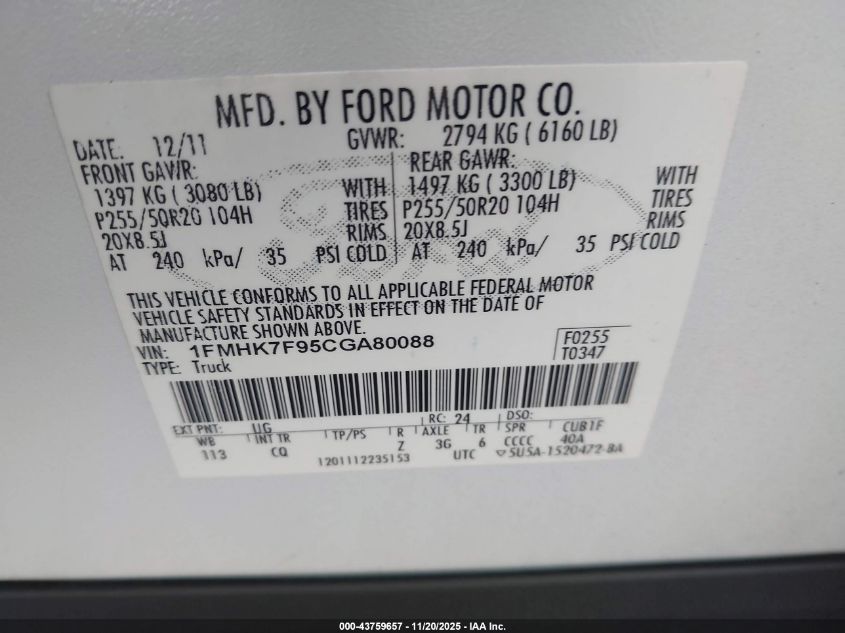 MFD. BY FORD MOTOR CO.
DATE: 12/11 GVWR: 2794 KG ( 6160 LB)
FRONT GAWR: REAR GAWR:
1397 KG ( 3080 LB) WITH 1497 KG ( 3300 LB) WITH
P255/50R20 104H TIRES P255/50R20 104H TIRES
20X8.5J RIMS 20X8.5J RIMS
AT 240 kPa/ 35 PSI COLD AT 240 kPa/ 35 PSI COLD
THIS VEHICLE CONFORMS TO ALL APPLICABLE FEDERAL MOTOR
VEHICLE SAFETY STANDARDS IN EFFECT ON THE DATE OF
MANUFACTURE SHOWN ABOVE.
VIN: 1FMHK7F95CGA80088 F0255
TYPE: Truck T0347
EXT PNT: UG RC: 24 DSO:
WB INT TR TP/PS R AXLE TR SPR CUB1F
113 CQ Z 3G 6 CCCC 40A
1201112235153 UTC 5U5A-1520472-BA
000-43759657 - 11/20/2025 - IAA Inc.